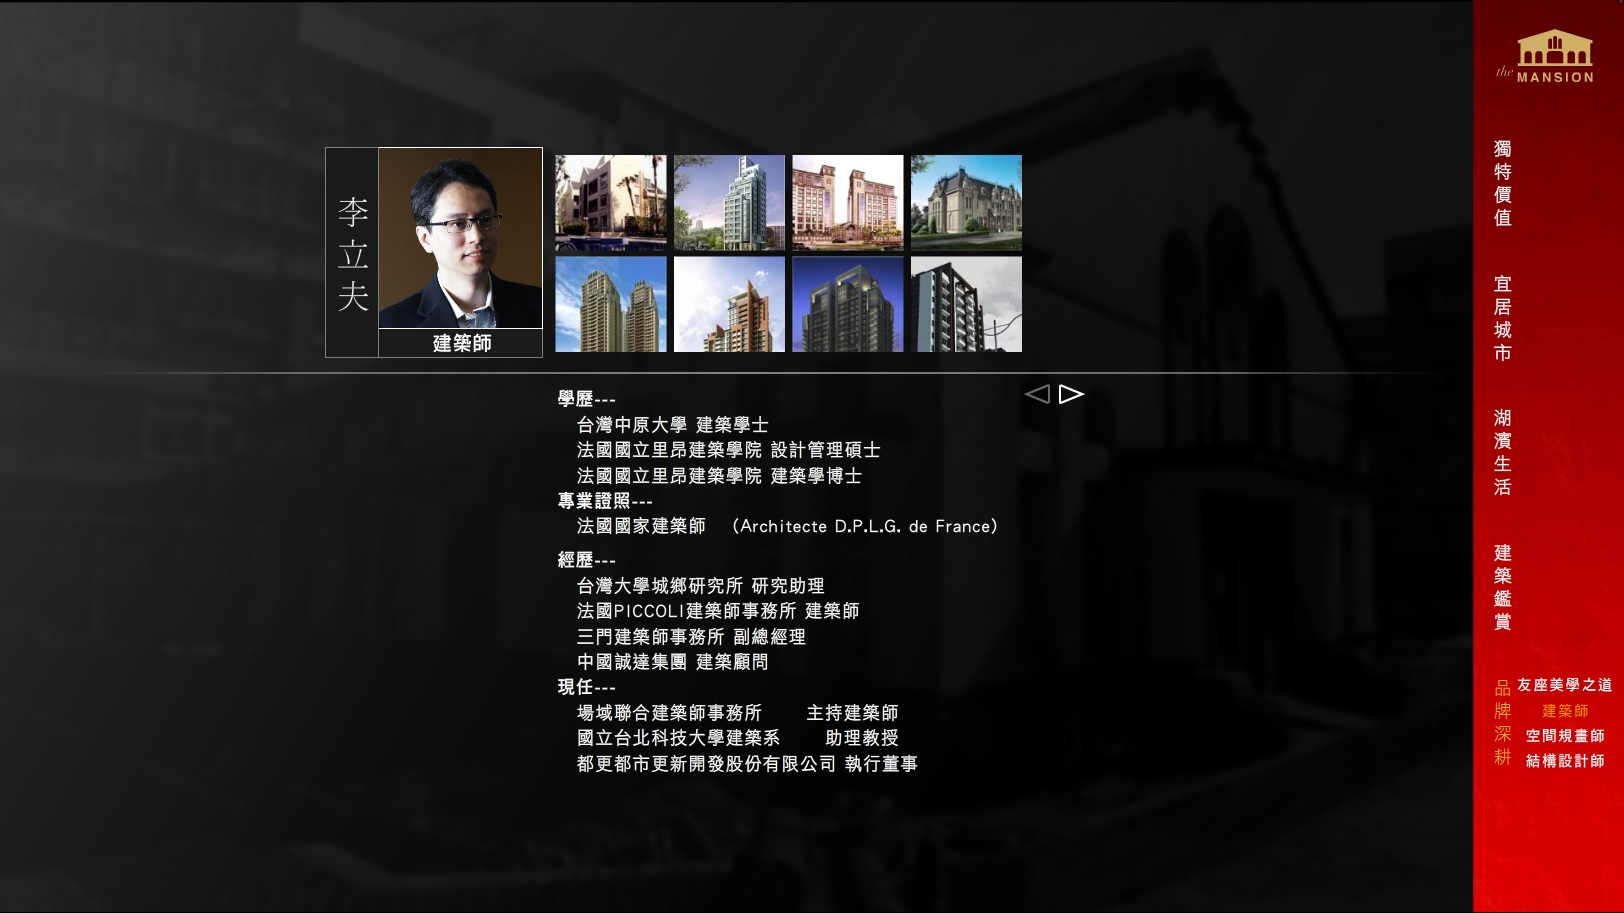 李立夫
建築師
學歷---
台灣中原大學 建築學士
法國國立里昂建築學院 設計管理碩士
法國國立里昂建築學院 建築學博士
專業證照---
法國國家建築師 (Architecte D.P.L.G. de France)
經歷---
台灣大學城鄉研究所 研究助理
法國PICCOLI建築師事務所 建築師
三門建築師事務所 副總經理
中國誠達集團 建築顧問
現任---
場域聯合建築師事務所 主持建築師
國立台北科技大學建築系 助理教授
都更都市更新開發股份有限公司 執行董事
the MANSION
獨特價值
宜居城市
湖濱生活
建築鑑賞
品牌深耕
友座美學之道
建築師
空間規畫師
結構設計師